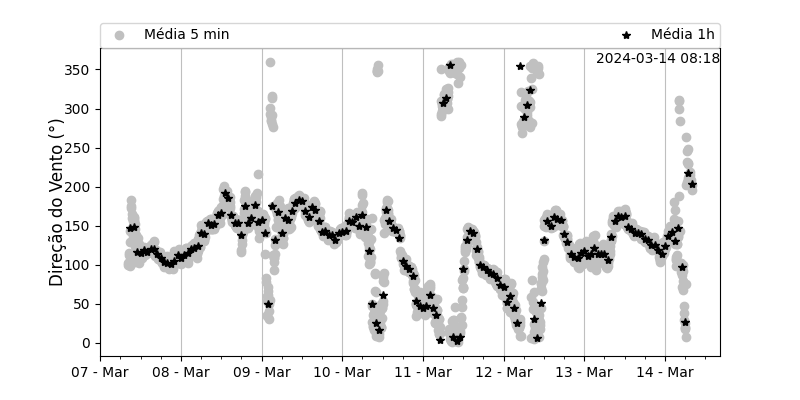 Média 5 min
Média 1h
2024-03-14 08:18
Direção do Vento (°)
350
300
250
200
150
100
50
0
07 - Mar
08 - Mar
09 - Mar
10 - Mar
11 - Mar
12 - Mar
13 - Mar
14 - Mar